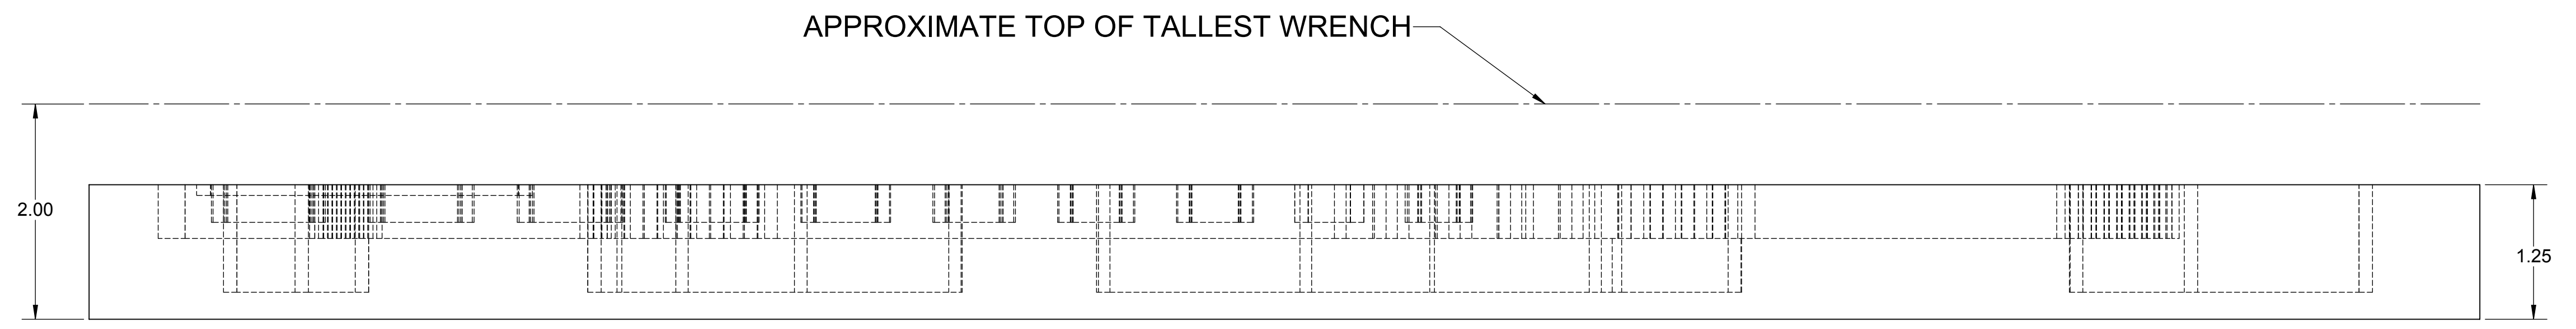 APPROXIMATE TOP OF TALLEST WRENCH
2.00
1.25